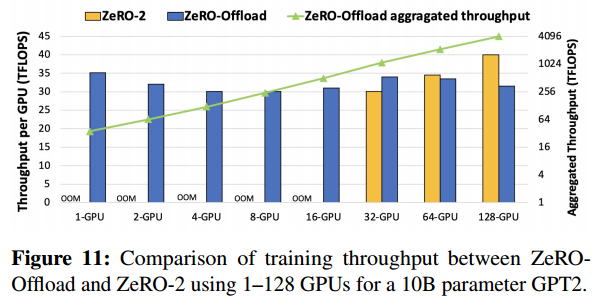 ZeRO-2 ZeRO-Offload ZeRO-Offload aggragated throughput
Throughput per GPU (TFLOPS)
45
40
35
30
25
20
15
10
5
0
OOM OOM OOM OOM OOM
1-GPU 2-GPU 4-GPU 8-GPU 16-GPU 32-GPU 64-GPU 128-GPU
4096
1024
256
64
16
4
1
Aggregated Throughput (TFLOPS)
Figure 11: Comparison of training throughput between ZeRO-
Offload and ZeRO-2 using 1–128 GPUs for a 10B parameter GPT2.